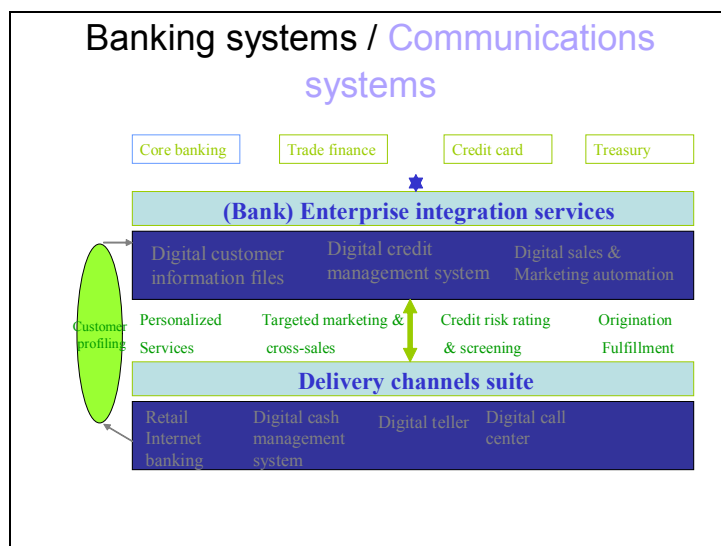 Banking systems / Communications
systems
Core banking
Trade finance
Credit card
Treasury
(Bank) Enterprise integration services
Digital customer
information files
Digital credit
management system
Digital sales &
Marketing automation
Customer
profiling
Personalized
Services
Targeted marketing &
cross-sales
Credit risk rating
& screening
Origination
Fulfillment
Delivery channels suite
Retail
Internet
banking
Digital cash
management
system
Digital teller
Digital call
center